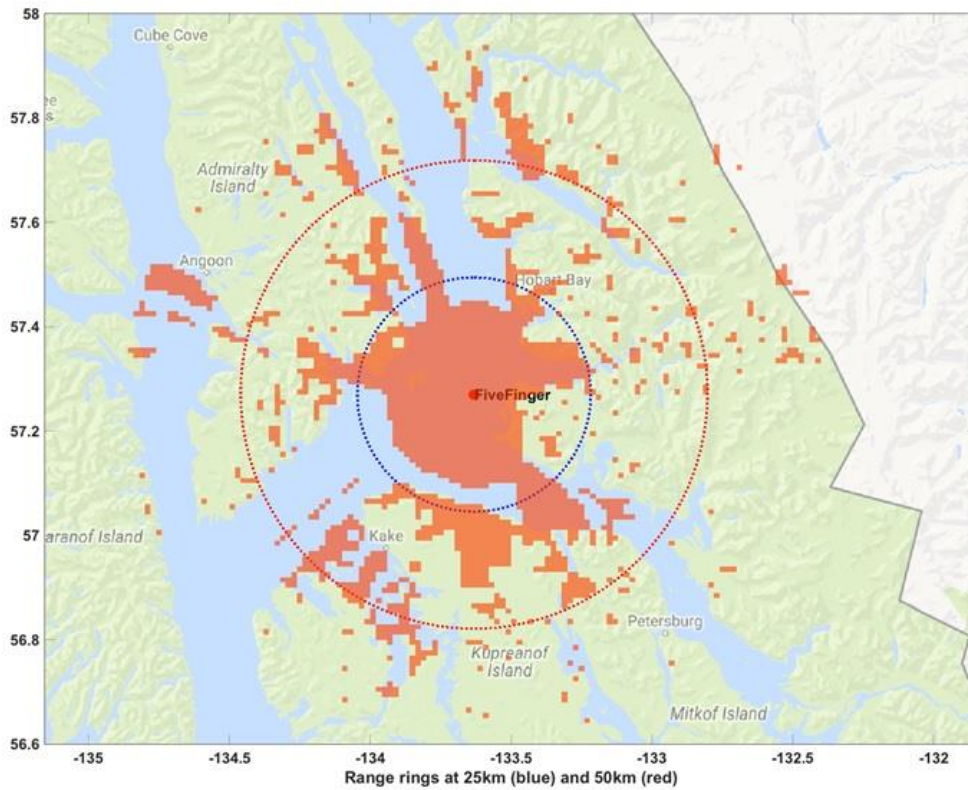 58
57.8
57.6
57.4
57.2
57
56.8
56.6
Cube Cove
ee
s
Admiralty
Island
Angoon
Hobart Bay
FiveFinger
aranof Island
Kake
Petersburg
Kupreanof
Island
Mitkof Island
-135
-134.5
-134
-133.5
-133
-132.5
-132
Range rings at 25km (blue) and 50km (red)